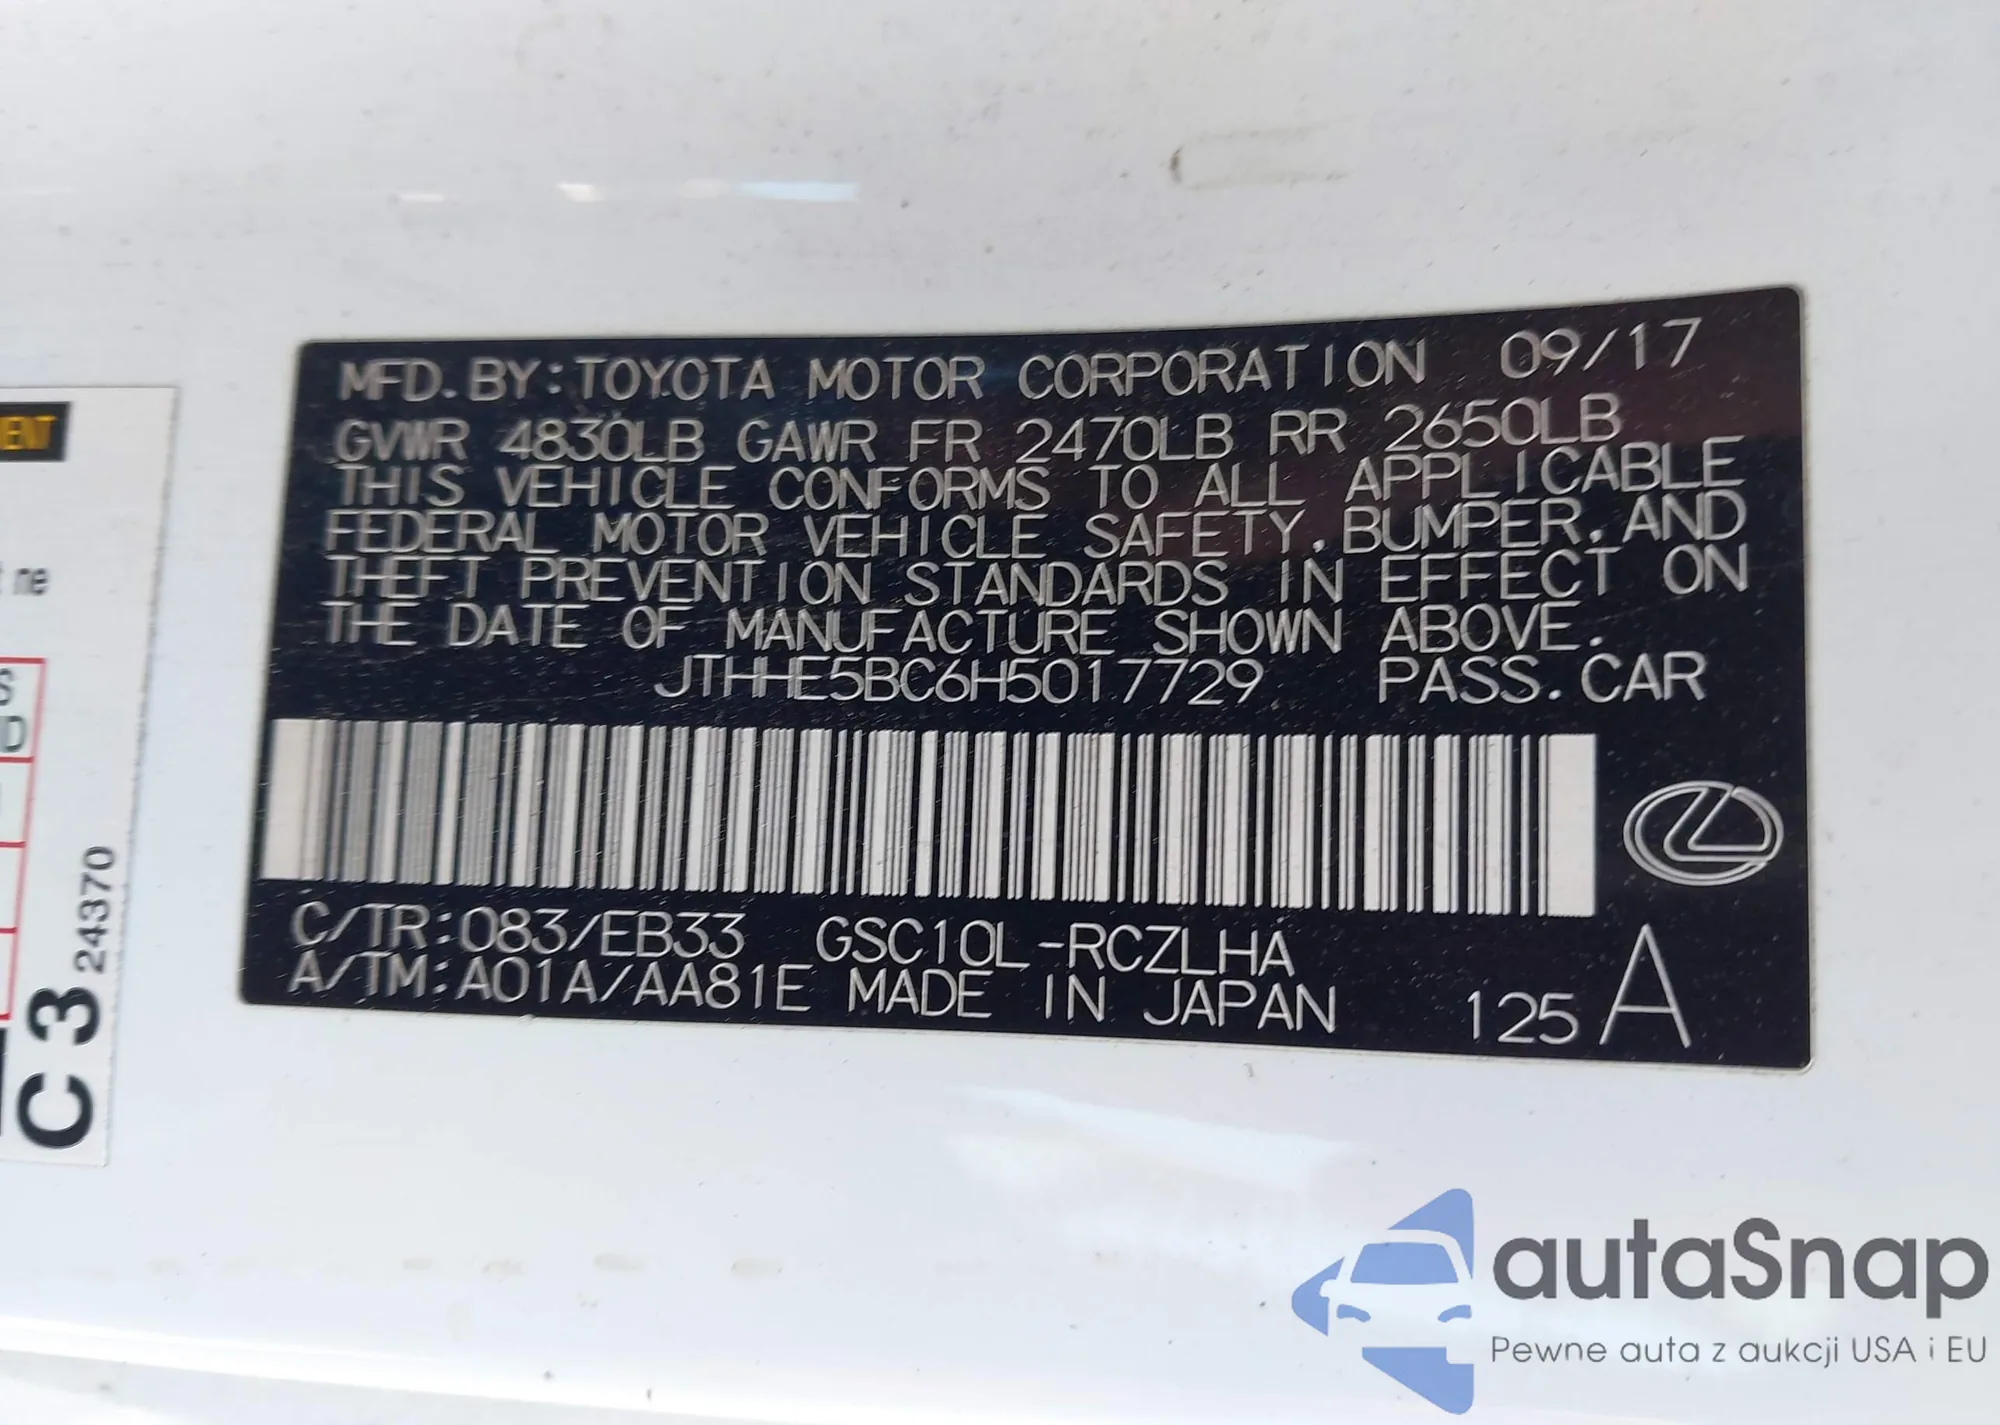 MFD. BY: TOYOTA MOTOR CORPORATION 09/17
GVWR 4830LB GAWR FR 2470LB RR 2650LB
THIS VEHICLE CONFORMS TO ALL APPLICABLE
FEDERAL MOTOR VEHICLE SAFETY, BUMPER, AND
THEFT PREVENTION STANDARDS IN EFFECT ON
THE DATE OF MANUFACTURE SHOWN ABOVE.
JTHHE5BC6H5017729 PASS. CAR
C/TR: 083/EB33 GSC10L-RCZLHA
A/TM: A01A/AA81E MADE IN JAPAN 125 A
ne
S
D
C3 24370
autaSnap
Pewne auta z aukcji USA i EU